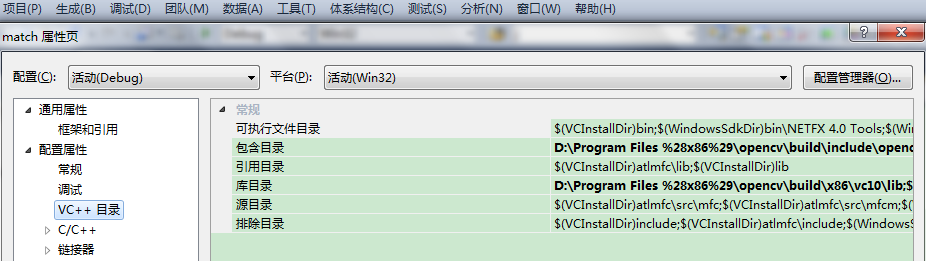 项目(P) 生成(B) 调试(D) 团队(M) 数据(A) 工具(T) 体系结构(C) 测试(S) 分析(N) 窗口(W) 帮助(H)
match 属性页
配置(C): 活动(Debug) 平台(P): 活动(Win32) 配置管理器(O)...
通用属性
框架和引用
配置属性
常规
调试
VC++ 目录
C/C++
链接器
常规
可执行文件目录 $(VCInstallDir)bin;$(WindowsSdkDir)bin\NETFX 4.0 Tools;$(Win
包含目录 D:\Program Files %28x86%29\opencv\build\include\openc
引用目录 $(VCInstallDir)atlmfc\lib;$(VCInstallDir)lib
库目录 D:\Program Files %28x86%29\opencv\build\x86\vc10\lib;$
源目录 $(VCInstallDir)atlmfc\src\mfc;$(VCInstallDir)atlmfc\src\mfcm;$(
排除目录 $(VCInstallDir)include;$(VCInstallDir)atlmfc\include;$(WindowsS